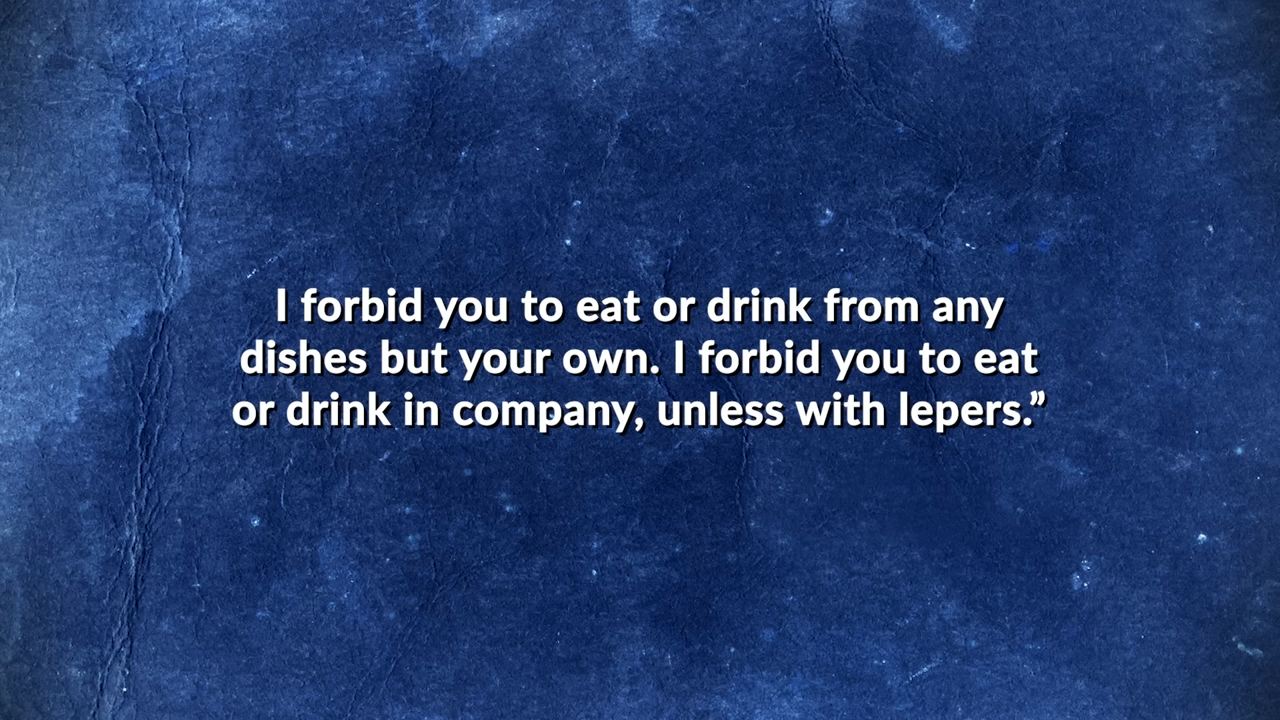 I forbid you to eat or drink from any
dishes but your own. I forbid you to eat
or drink in company, unless with lepers.”